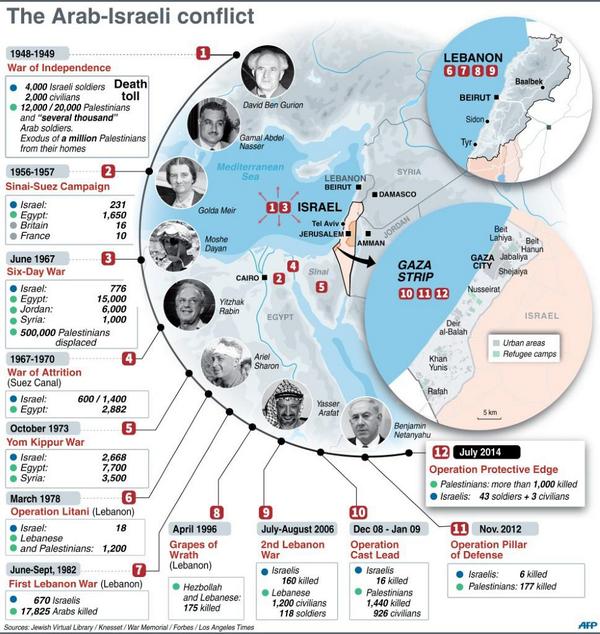 The Arab-Israeli conflict
1948-1949
1
War of Independence
4,000 Israeli soldiers
2,000 civilians
Death
toll
12,000 / 20,000 Palestinians
and "several thousand"
Arab soldiers.
Exodus of a million Palestinians
from their homes
1956-1957
2
Sinai-Suez Campaign
Israel: 231
Egypt: 1,650
Britain 16
France 10
June 1967
3
Six-Day War
Israel: 776
Egypt: 15,000
Jordan: 6,000
Syria: 1,000
500,000 Palestinians
displaced
1967-1970
4
War of Attrition
(Suez Canal)
Israel: 600 / 1,400
Egypt: 2,882
October 1973
5
Yom Kippur War
Israel: 2,668
Egypt: 7,700
Syria: 3,500
March 1978
6
Operation Litani (Lebanon)
Israel: 18
Lebanese
and Palestinians: 1,200
June-Sept, 1982
7
First Lebanon War (Lebanon)
670 Israelis
17,825 Arabs killed
8
April 1996
Grapes of
Wrath
(Lebanon)
Hezbollah
and Lebanese:
175 killed
9
July-August 2006
2nd Lebanon
War
Israelis
160 killed
Lebanese
1,200 civilians
118 soldiers
10
Dec 08 - Jan 09
Operation
Cast Lead
Israelis
16 killed
Palestinians
1,440 killed
926 civilians
11
Nov. 2012
Operation Pillar
of Defense
Israelis: 6 killed
Palestinians: 177 killed
12
July 2014
Operation Protective Edge
Palestinians: more than 1,000 killed
Israelis: 43 soldiers + 3 civilians
David Ben Gurion
Gamal Abdel
Nasser
Golda Meir
Moshe
Dayan
Yitzhak
Rabin
Ariel
Sharon
Yasser
Arafat
Benjamin
Netanyahu
Mediterranean
Sea
LEBANON
BEIRUT
SYRIA
DAMASCO
1 3
ISRAEL
Tel Aviv
JERUSALEM
AMMAN
JORDAN
CAIRO
2
4
Sinai
5
EGYPT
LEBANON
6 7 8 9
Baalbek
BEIRUT
Sidon
Tyr
GAZA
STRIP
10 11 12
Beit
Lahiya
Beit
Hanun
GAZA
CITY
Jabaliya
Shejaiya
Nusseirat
ISRAEL
Deir
al-Balah
Urban areas
Refugee camps
Khan
Yunis
Rafah
5 km
Sources: Jewish Virtual Library / Knesset / War Memorial / Forbes / Los Angeles Times
AFP